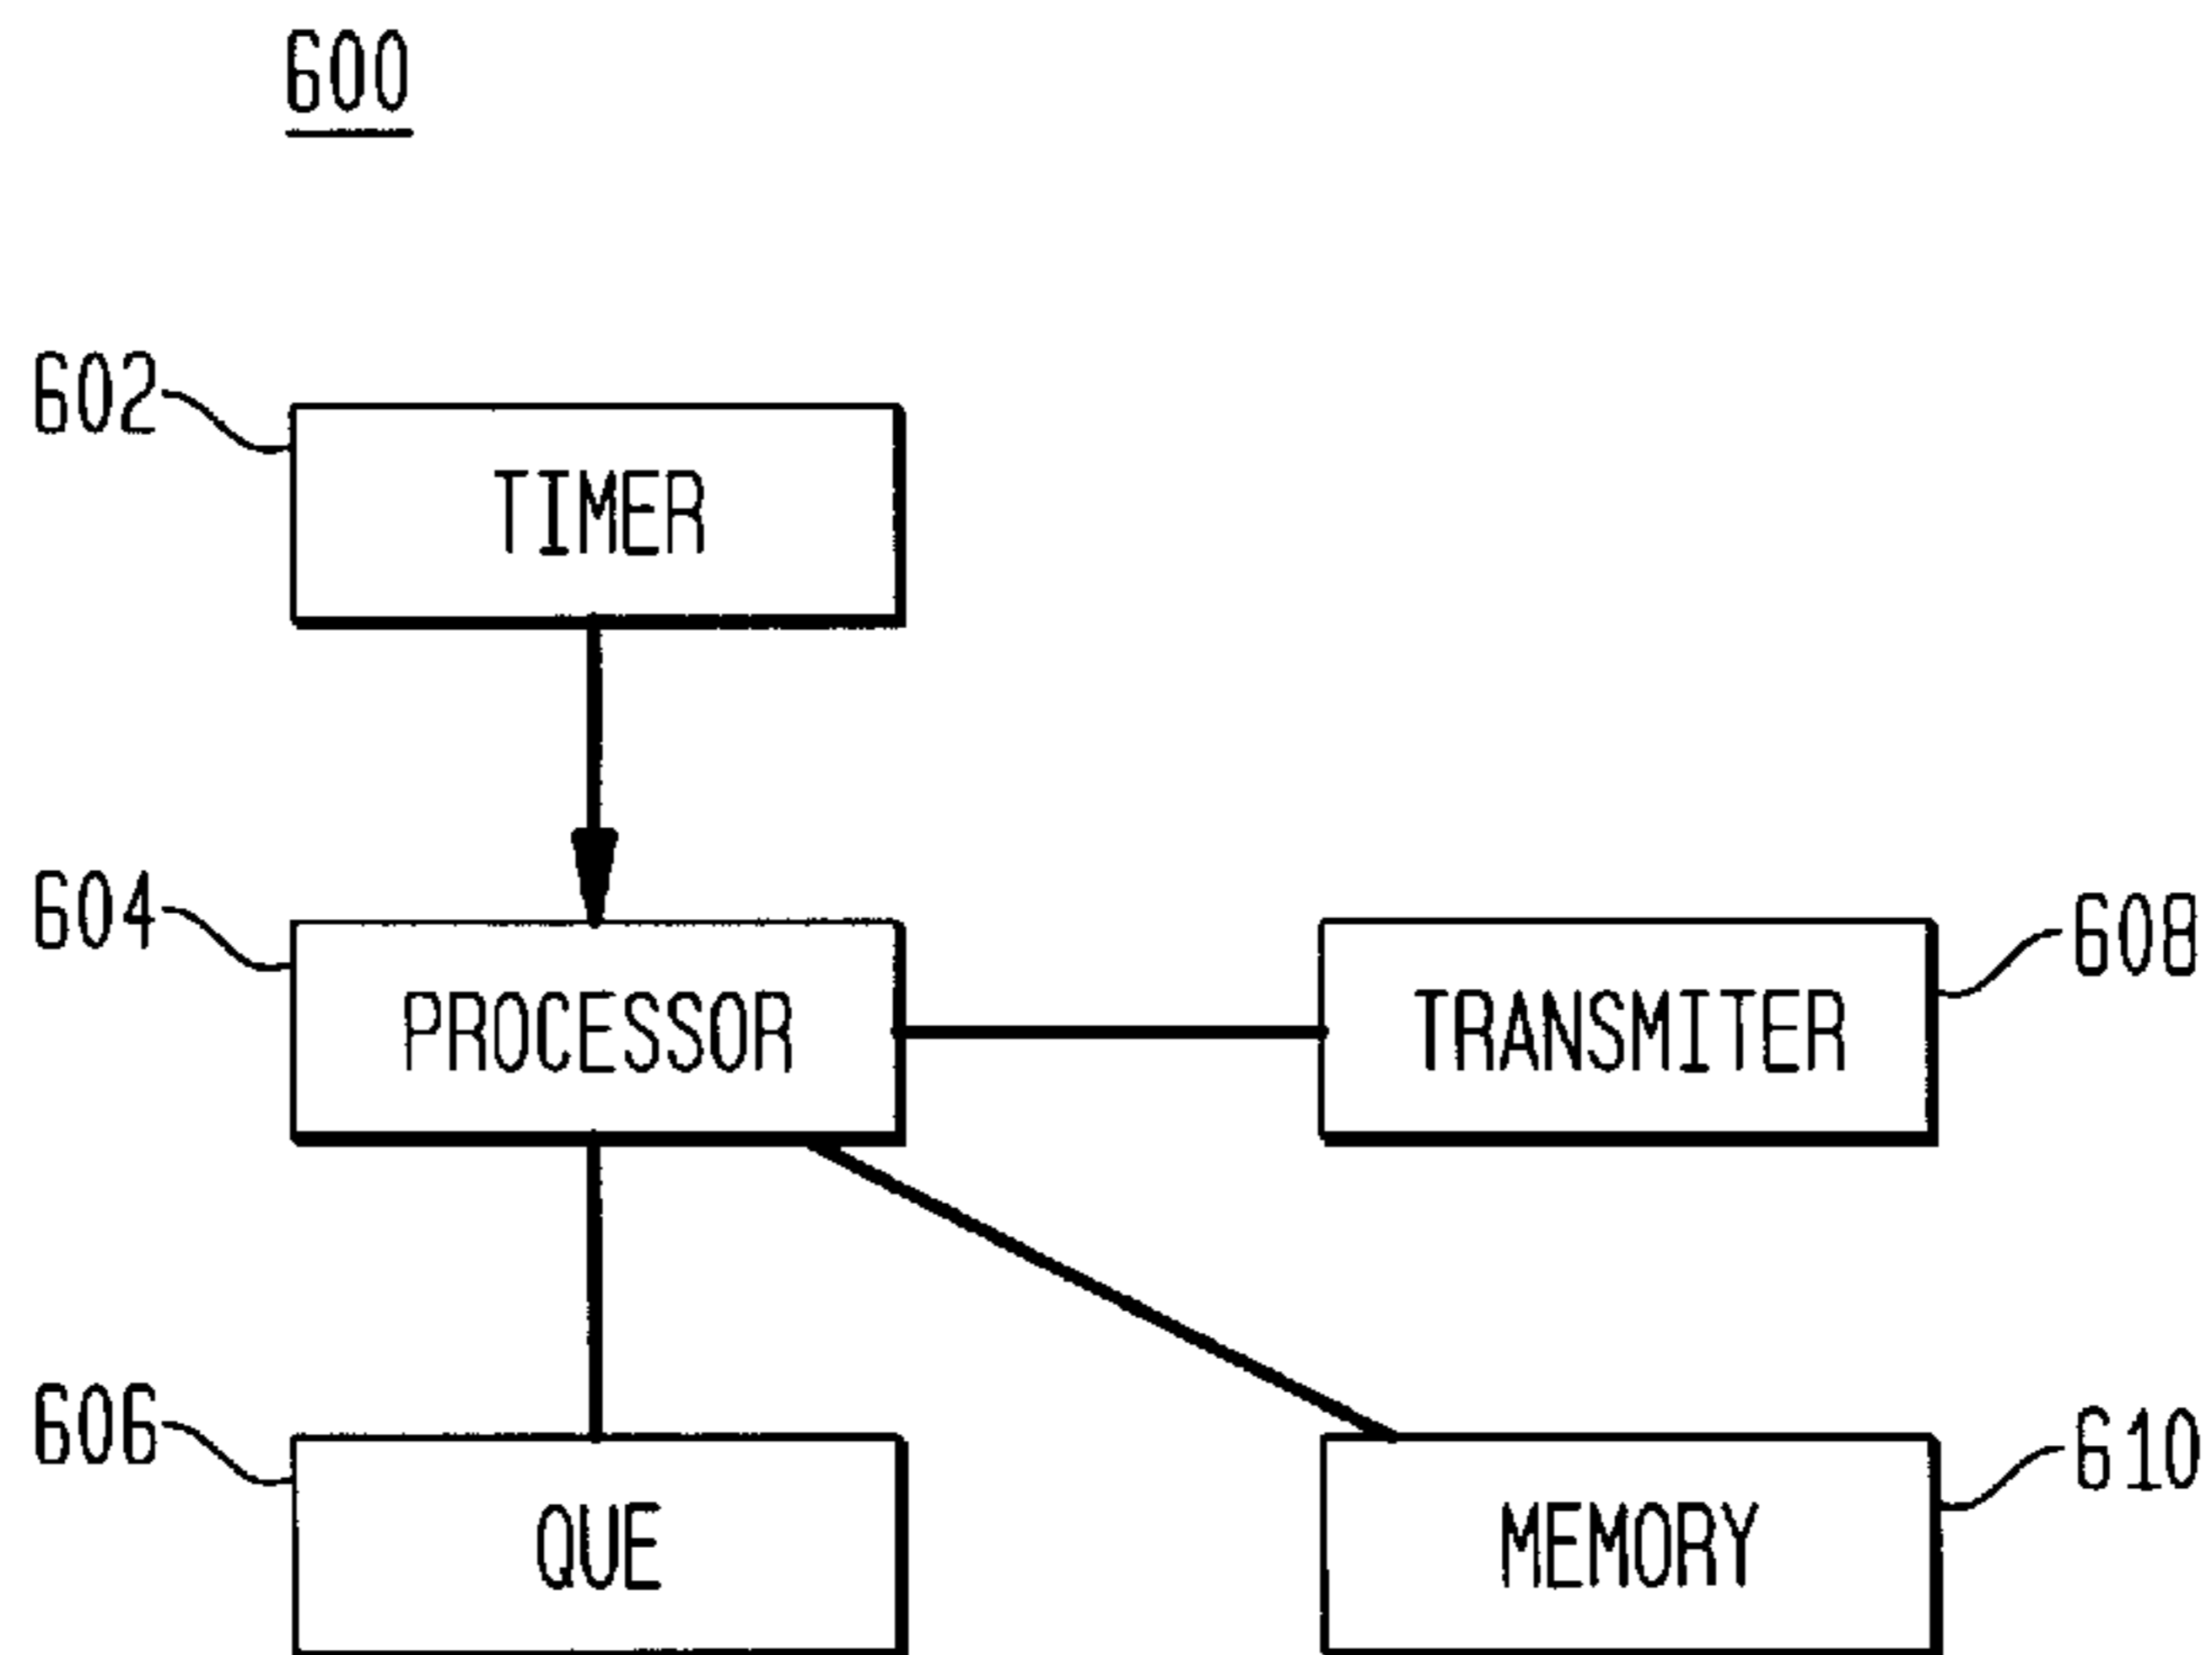 600
602
TIMER
604
PROCESSOR
TRANSMITER
608
606
QUE
MEMORY
610